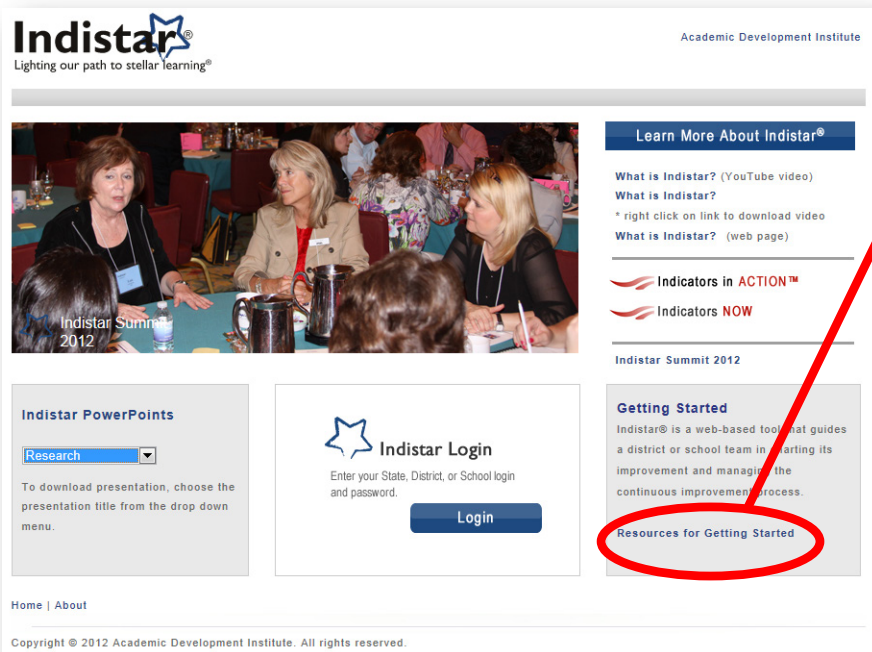 Indistar®
Lighting our path to stellar learning®
Academic Development Institute
Indistar Summit
2012
Learn More About Indistar®
What is Indistar? (YouTube video)
What is Indistar?
* right click on link to download video
What is Indistar? (web page)
Indicators in ACTION™
Indicators NOW
Indistar Summit 2012
Indistar PowerPoints
Research
To download presentation, choose the
presentation title from the drop down
menu.
Indistar Login
Enter your State, District, or School login
and password.
Login
Getting Started
Indistar® is a web-based tool that guides
a district or school team in charting its
improvement and managing the
continuous improvement process.
Resources for Getting Started
Home | About
Copyright © 2012 Academic Development Institute. All rights reserved.